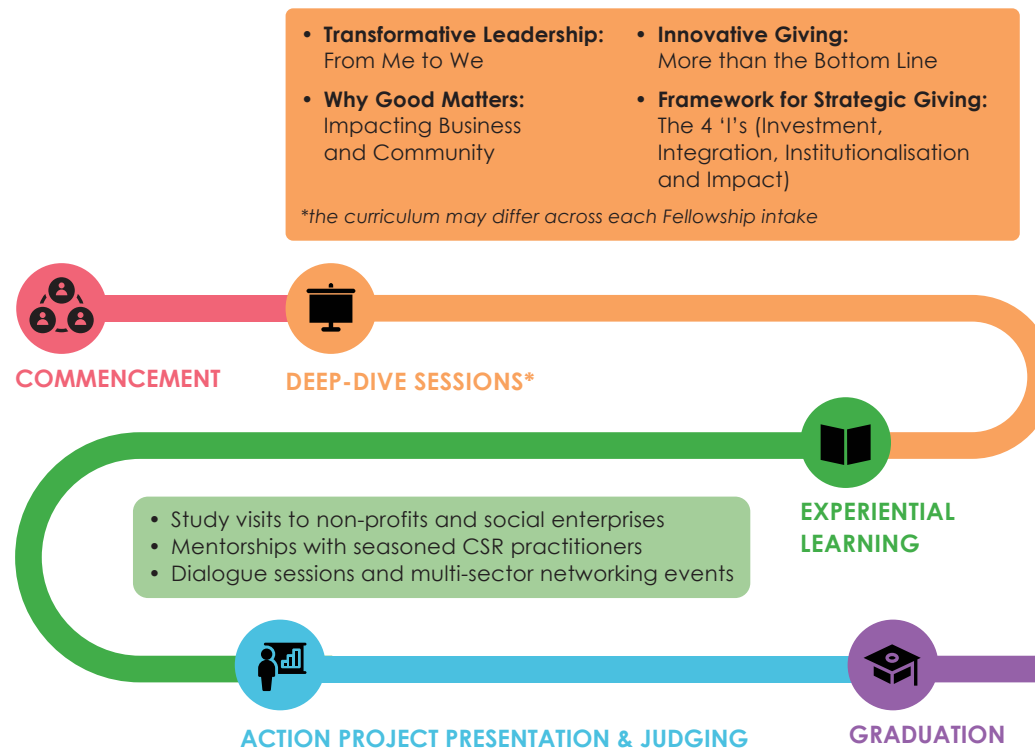 • Transformative Leadership:
From Me to We
• Why Good Matters:
Impacting Business
and Community
• Innovative Giving:
More than the Bottom Line
• Framework for Strategic Giving:
The 4 ‘I’s (Investment,
Integration, Institutionalisation
and Impact)
*the curriculum may differ across each Fellowship intake
COMMENCEMENT
DEEP-DIVE SESSIONS*
EXPERIENTIAL
LEARNING
• Study visits to non-profits and social enterprises
• Mentorships with seasoned CSR practitioners
• Dialogue sessions and multi-sector networking events
ACTION PROJECT PRESENTATION & JUDGING
GRADUATION